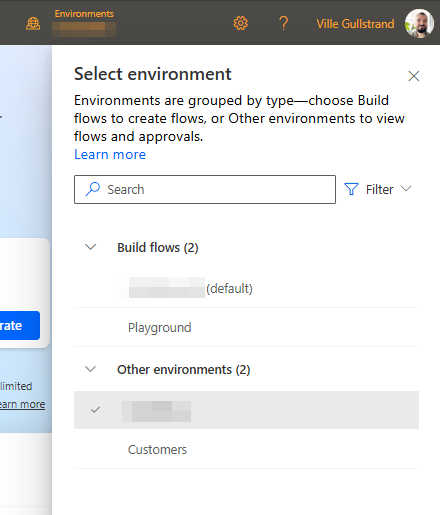 Environments
Ville Gullstrand
Select environment
Environments are grouped by type—choose Build
flows to create flows, or Other environments to view
flows and approvals.
Learn more
Search
Filter
Build flows (2)
(default)
Playground
rate
Other environments (2)
limited
earn more
Customers